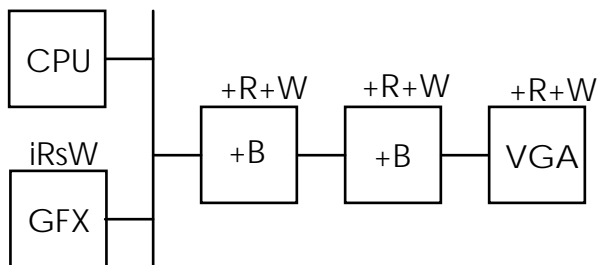 CPU
+R+W
+R+W
+R+W
+B
+B
VGA
iRsW
GFX